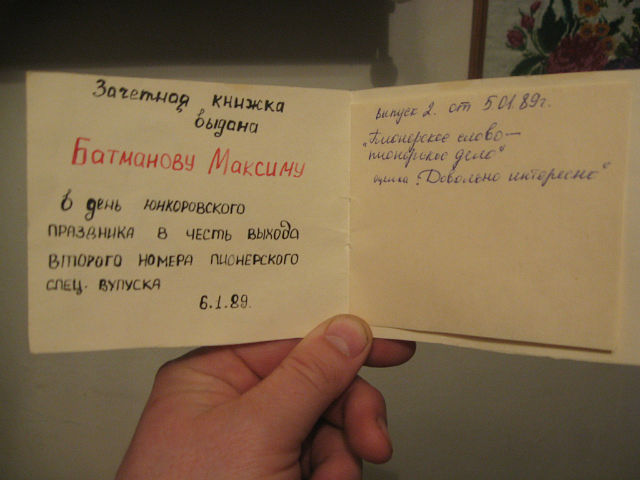 Зачетная книжка
выдана
Батманову Максиму
в день юнкоровского
праздника в честь выхода
второго номера пионерского
спец. вупуска
6.1.89.
выпуск 2. от 5.01.89г.
„Пионерское слово—
пионерское дело"
оценка „Довольно интересно"